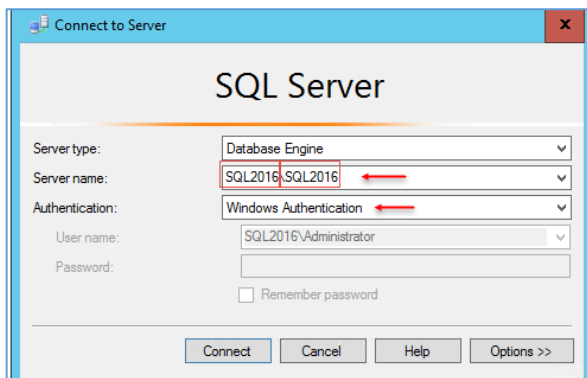 Connect to Server
x
SQL Server
Server type: Database Engine
Server name: SQL2016\SQL2016
Authentication: Windows Authentication
User name: SQL2016\Administrator
Password:
Remember password
Connect Cancel Help Options >>